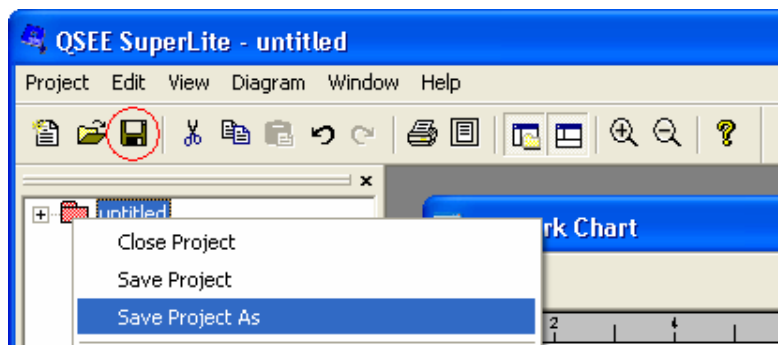 QSEE SuperLite - untitled
Project Edit View Diagram Window Help
untitled
Close Project
Save Project
Save Project As
rk Chart
2
4